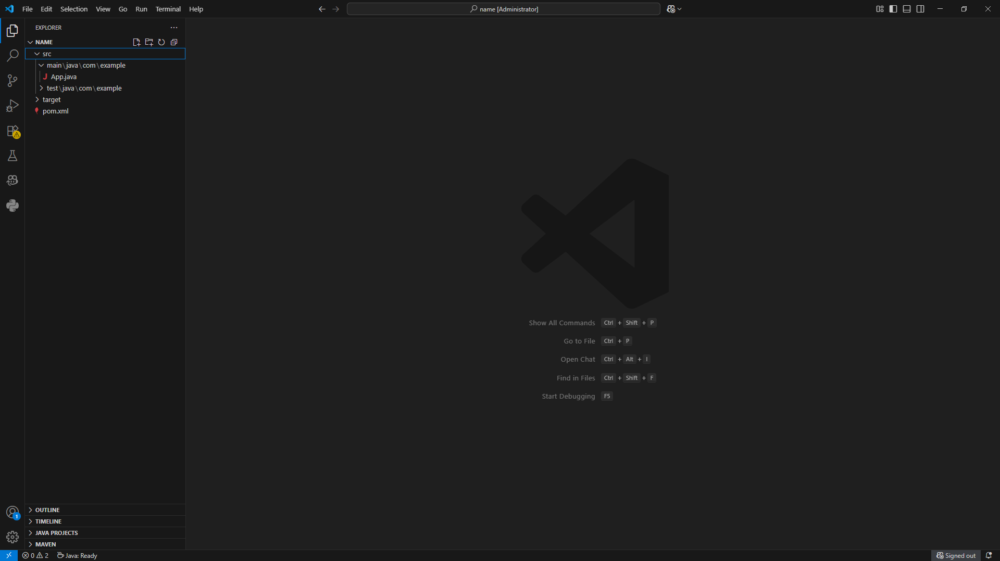 File Edit Selection View Go Run Terminal Help
name [Administrator]
EXPLORER
NAME
src
main\java\com\example
App.java
test\java\com\example
target
pom.xml
Show All Commands Ctrl + Shift + P
Go to File Ctrl + P
Open Chat Ctrl + Alt + I
Find in Files Ctrl + Shift + F
Start Debugging F5
OUTLINE
TIMELINE
JAVA PROJECTS
MAVEN
1
0 2 Java: Ready
Signed out